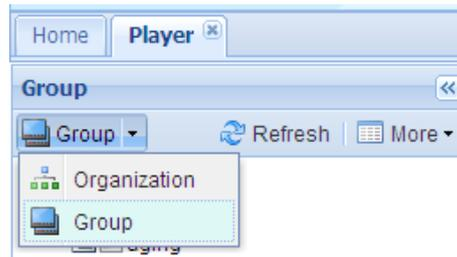 Home Player
Group
Group Refresh More
Organization
Group